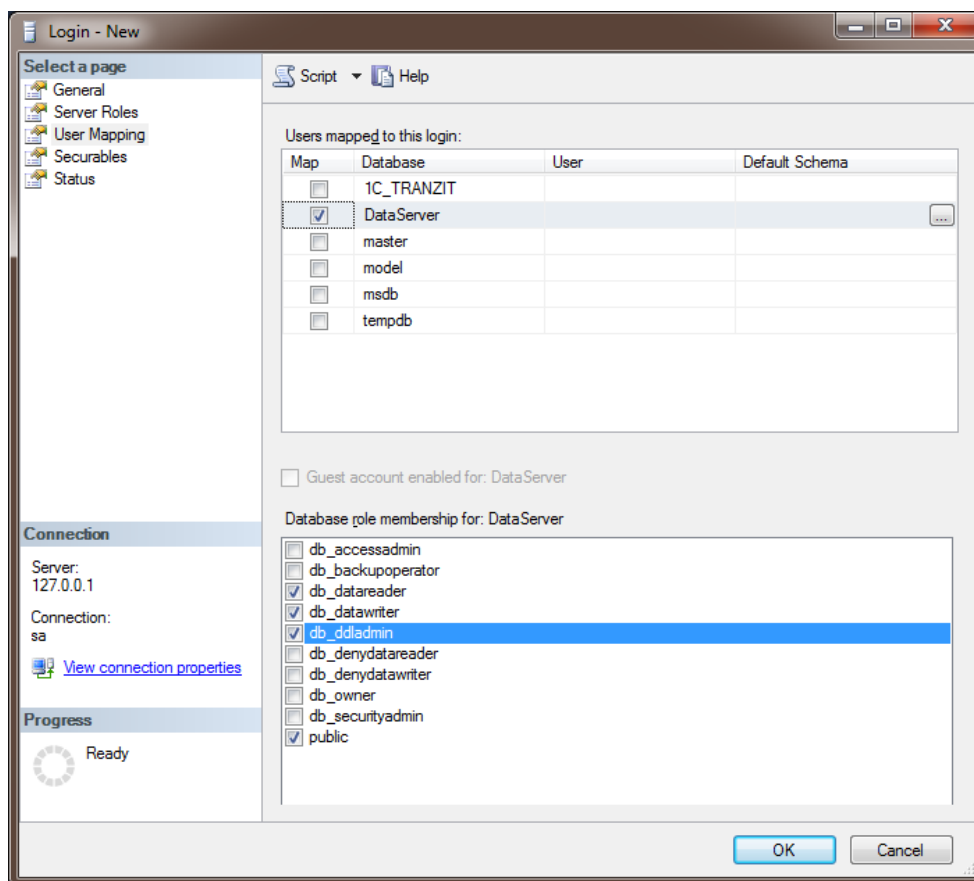 Login - New
Select a page
General
Server Roles
User Mapping
Securables
Status
Script Help
Users mapped to this login:
Map Database User Default Schema
1C_TRANZIT
DataServer ...
master
model
msdb
tempdb
Guest account enabled for: DataServer
Database role membership for: DataServer
db_accessadmin
db_backupoperator
db_datareader
db_datawriter
db_ddladmin
db_denydatareader
db_denydatawriter
db_owner
db_securityadmin
public
Connection
Server:
127.0.0.1
Connection:
sa
View connection properties
Progress
Ready
OK Cancel